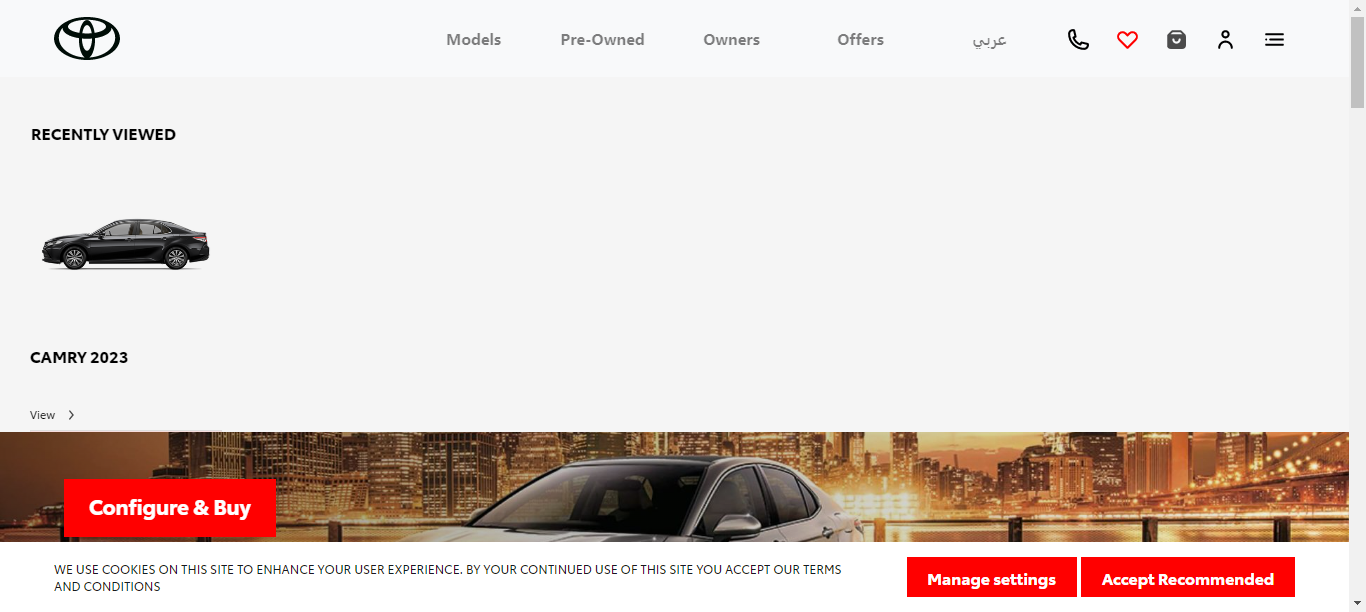 Models
Pre-Owned
Owners
Offers
عربي
RECENTLY VIEWED
CAMRY 2023
View
Configure & Buy
WE USE COOKIES ON THIS SITE TO ENHANCE YOUR USER EXPERIENCE. BY YOUR CONTINUED USE OF THIS SITE YOU ACCEPT OUR TERMS
AND CONDITIONS
Manage settings
Accept Recommended